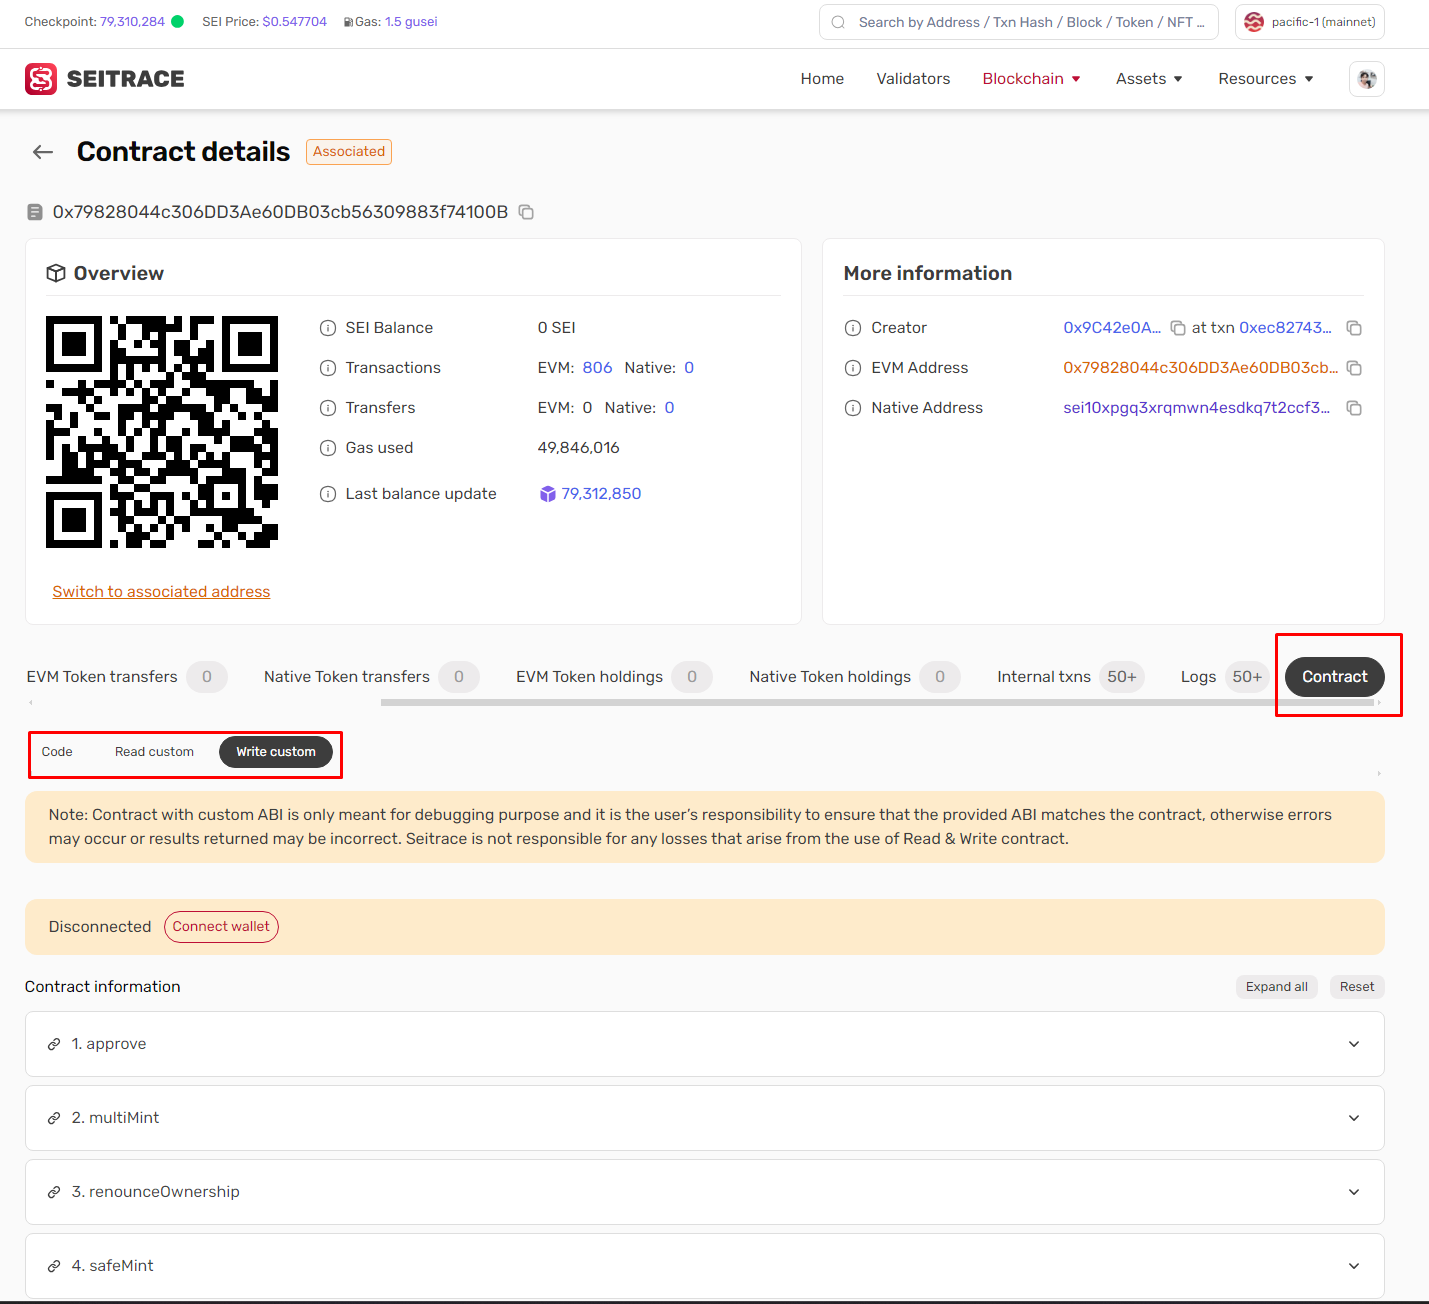 Checkpoint: 79,310,284 SEI Price: $0.547704 Gas: 1.5 gusei
Search by Address / Txn Hash / Block / Token / NFT ...
pacific-1 (mainnet)
SEITRACE
Home Validators Blockchain Assets Resources
Contract details Associated
0x79828044c306DD3Ae60DB03cb56309883f74100B
Overview
SEI Balance 0 SEI
Transactions EVM: 806 Native: 0
Transfers EVM: 0 Native: 0
Gas used 49,846,016
Last balance update 79,312,850
Switch to associated address
More information
Creator 0x9C42e0A... at txn 0xec82743...
EVM Address 0x79828044c306DD3Ae60DB03cb...
Native Address sei10xpgq3xrqmwn4esdkq7t2ccf3...
EVM Token transfers 0 Native Token transfers 0 EVM Token holdings 0 Native Token holdings 0 Internal txns 50+ Logs 50+ Contract
Code Read custom Write custom
Note: Contract with custom ABI is only meant for debugging purpose and it is the user’s responsibility to ensure that the provided ABI matches the contract, otherwise errors
may occur or results returned may be incorrect. Seitrace is not responsible for any losses that arise from the use of Read & Write contract.
Disconnected Connect wallet
Contract information Expand all Reset
1. approve
2. multiMint
3. renounceOwnership
4. safeMint